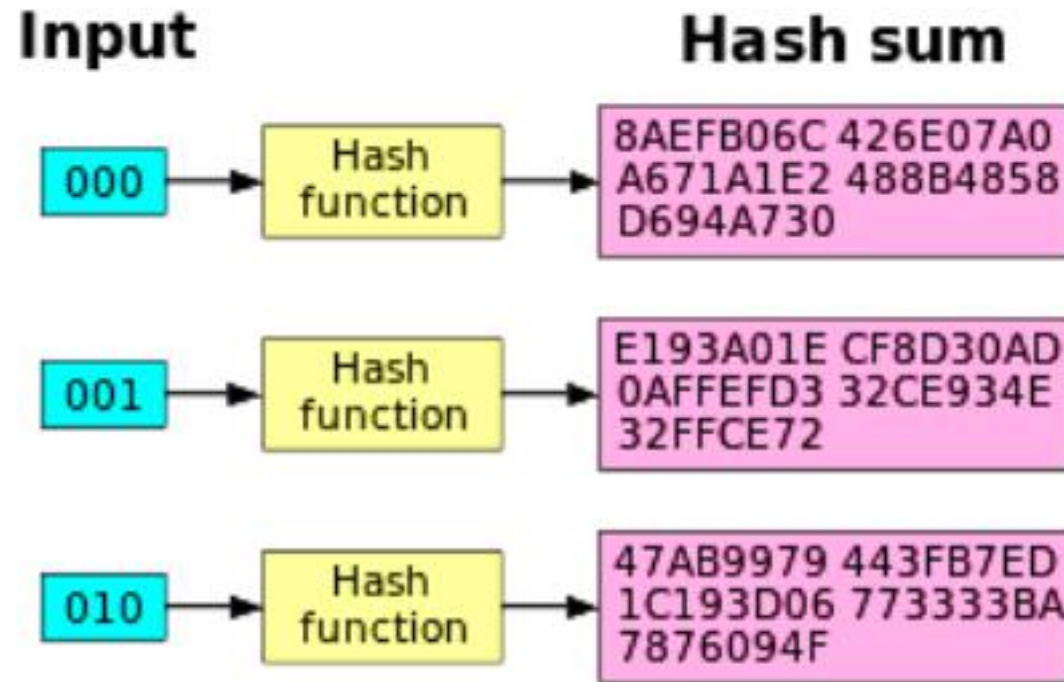 Input
Hash sum
000
Hash
function
8AEFB06C 426E07A0
A671A1E2 488B4858
D694A730
001
Hash
function
E193A01E CF8D30AD
0AFFEFD3 32CE934E
32FFCE72
010
Hash
function
47AB9979 443FB7ED
1C193D06 773333BA
7876094F